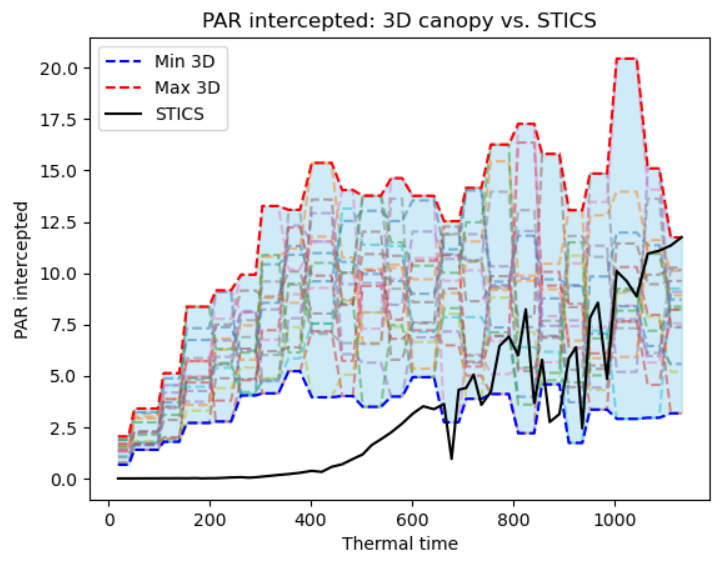 PAR intercepted: 3D canopy vs. STICS
Min 3D
Max 3D
STICS
PAR intercepted
20.0
17.5
15.0
12.5
10.0
7.5
5.0
2.5
0.0
0 200 400 600 800 1000
Thermal time